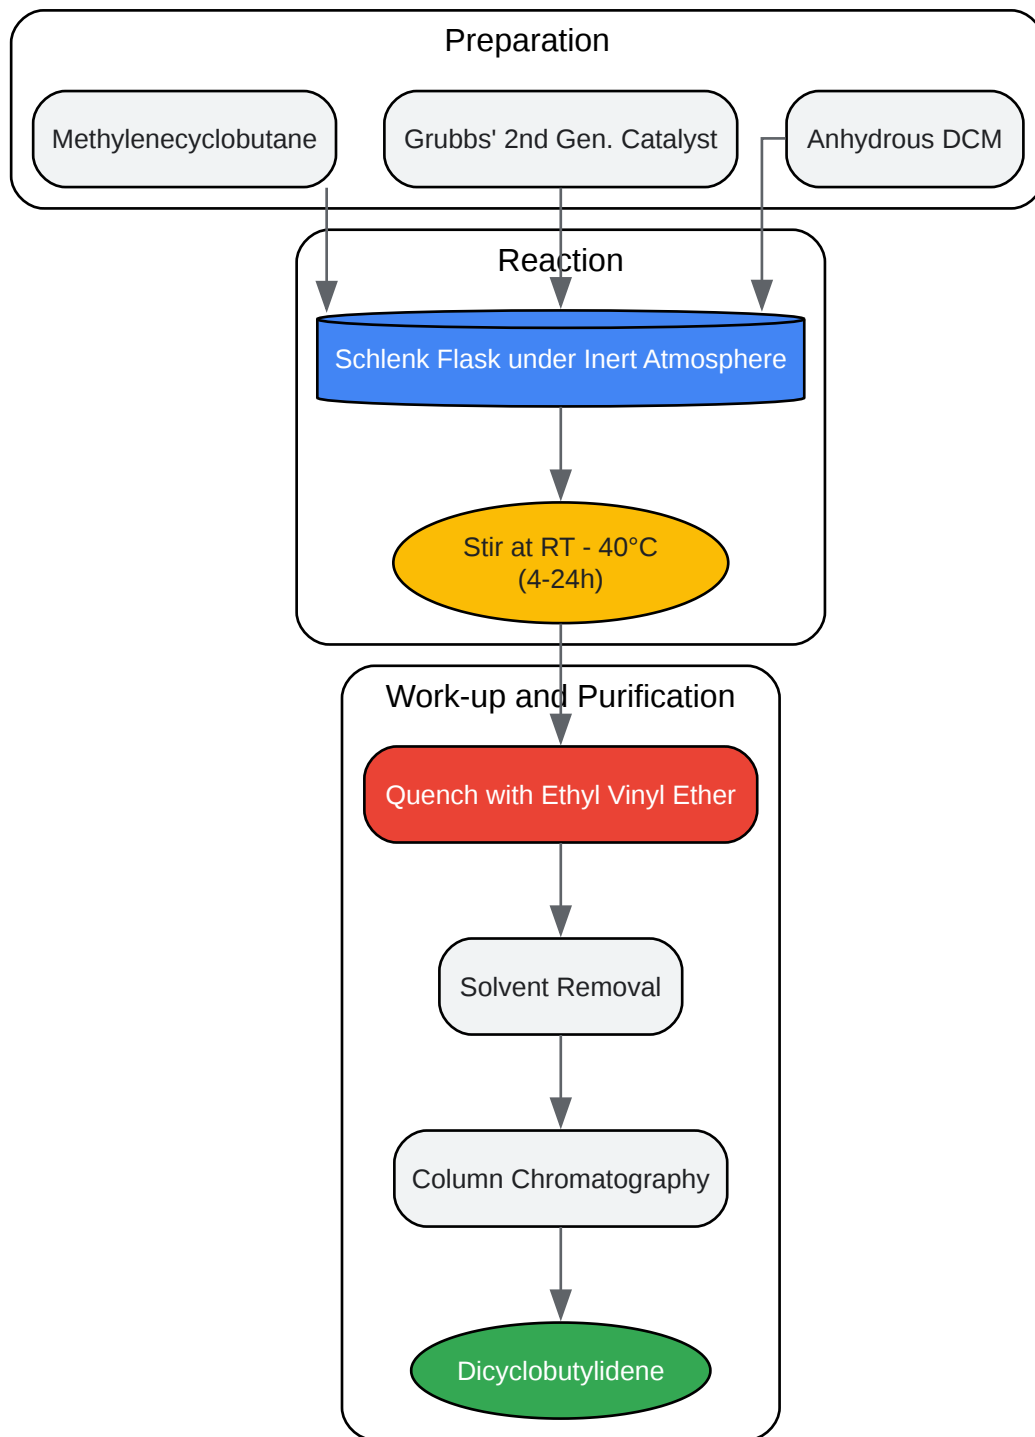 Preparation
Methylenecyclobutane
Grubbs' 2nd Gen. Catalyst
Anhydrous DCM
Reaction
Schlenk Flask under Inert Atmosphere
Stir at RT - 40°C
(4-24h)
Work-up and Purification
Quench with Ethyl Vinyl Ether
Solvent Removal
Column Chromatography
Dicyclobutylidene